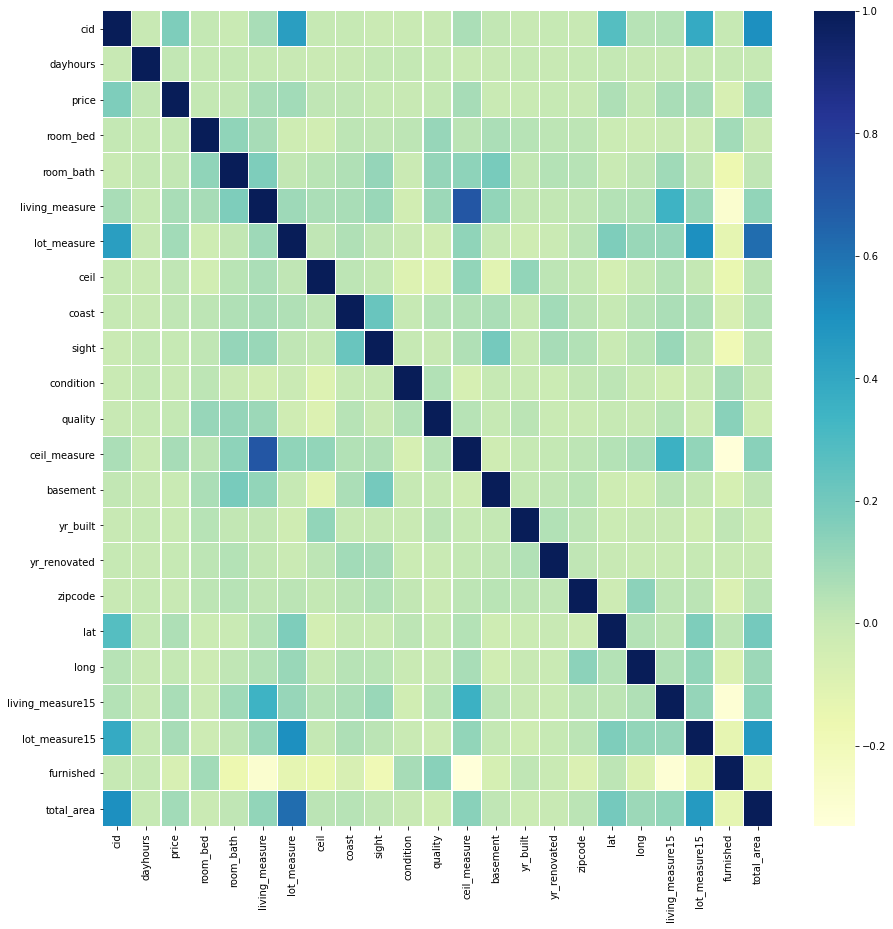 cid
dayhours
price
room_bed
room_bath
living_measure
lot_measure
ceil
coast
sight
condition
quality
ceil_measure
basement
yr_built
yr_renovated
zipcode
lat
long
living_measure15
lot_measure15
furnished
total_area
cid
dayhours
price
room_bed
room_bath
living_measure
lot_measure
ceil
coast
sight
condition
quality
ceil_measure
basement
yr_built
yr_renovated
zipcode
lat
long
living_measure15
lot_measure15
furnished
total_area
1.0
0.8
0.6
0.4
0.2
0.0
−0.2